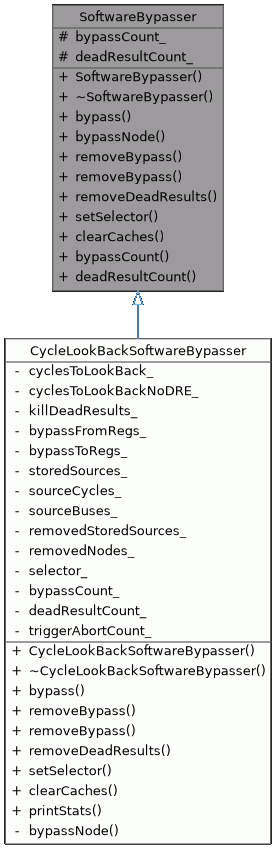 SoftwareBypasser
# bypassCount_
# deadResultCount_
+ SoftwareBypasser()
+ ~SoftwareBypasser()
+ bypass()
+ bypassNode()
+ removeBypass()
+ removeBypass()
+ removeDeadResults()
+ setSelector()
+ clearCaches()
+ bypassCount()
+ deadResultCount()
CycleLookBackSoftwareBypasser
- cyclesToLookBack_
- cyclesToLookBackNoDRE_
- killDeadResults_
- bypassFromRegs_
- bypassToRegs_
- storedSources_
- sourceCycles_
- sourceBuses_
- removedStoredSources_
- removedNodes_
- selector_
- bypassCount_
- deadResultCount_
- triggerAbortCount_
+ CycleLookBackSoftwareBypasser()
+ ~CycleLookBackSoftwareBypasser()
+ bypass()
+ removeBypass()
+ removeBypass()
+ removeDeadResults()
+ setSelector()
+ clearCaches()
+ printStats()
- bypassNode()